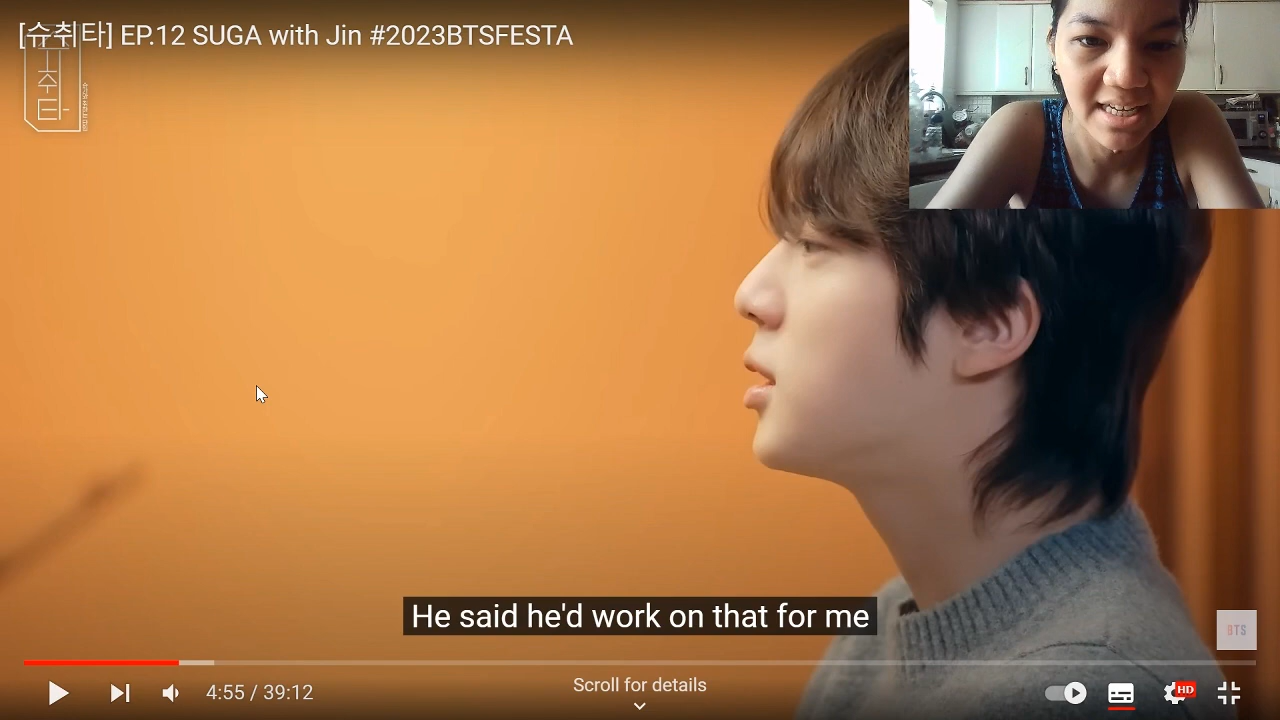 [슈취타] EP.12 SUGA with Jin #2023BTSFESTA
He said he'd work on that for me
BTS
4:55 / 39:12
Scroll for details
HD